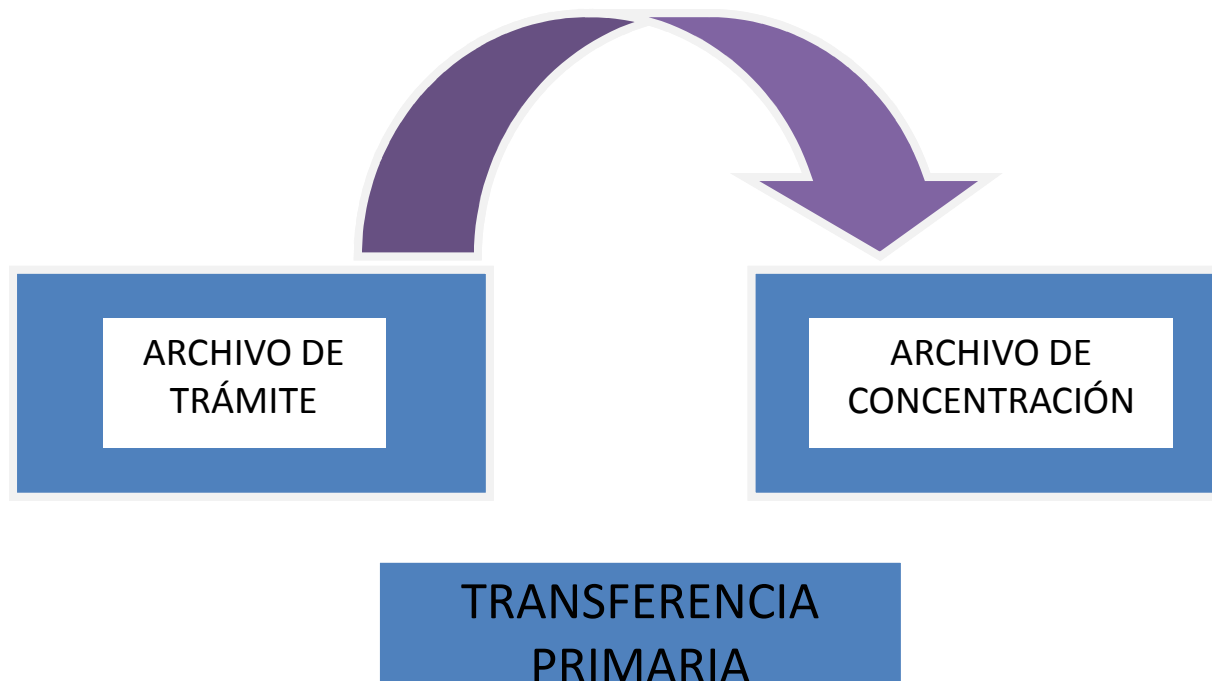 ARCHIVO DE
TRÁMITE
ARCHIVO DE
CONCENTRACIÓN
TRANSFERENCIA
PRIMARIA